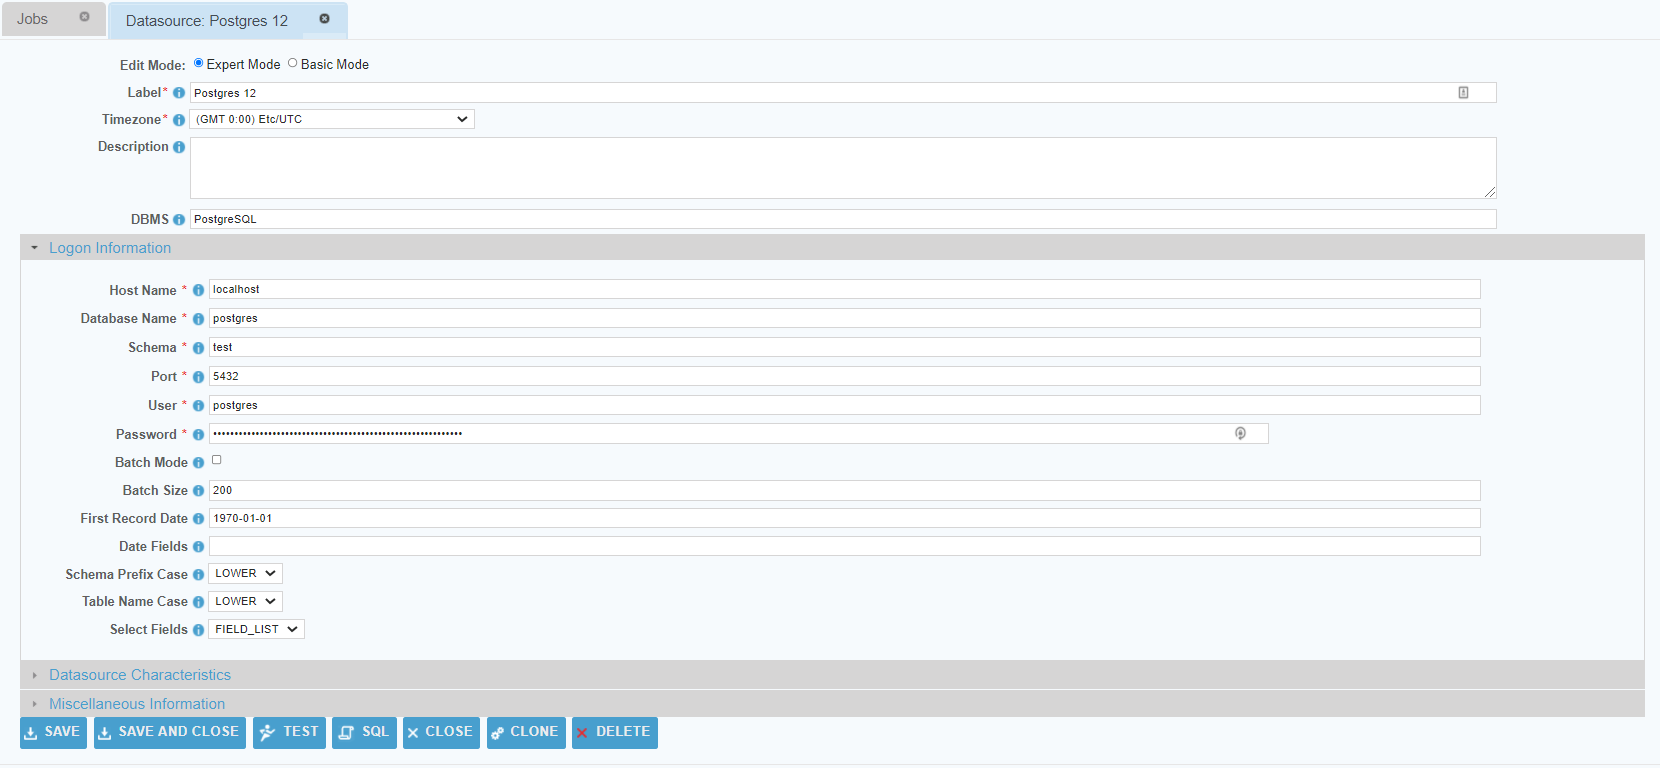 Jobs
Datasource: Postgres 12
Edit Mode: Expert Mode Basic Mode
Label* Postgres 12
Timezone* (GMT 0:00) Etc/UTC
Description
DBMS PostgreSQL
Logon Information
Host Name * localhost
Database Name * postgres
Schema * test
Port * 5432
User * postgres
Password *
Batch Mode
Batch Size 200
First Record Date 1970-01-01
Date Fields
Schema Prefix Case LOWER
Table Name Case LOWER
Select Fields FIELD_LIST
Datasource Characteristics
Miscellaneous Information
SAVE SAVE AND CLOSE TEST SQL CLOSE CLONE DELETE